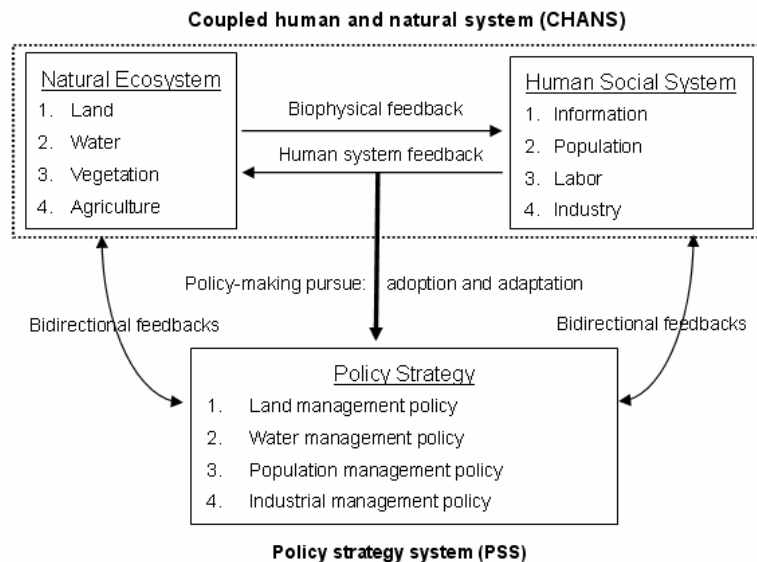 Coupled human and natural system (CHANS)
Natural Ecosystem
1. Land
2. Water
3. Vegetation
4. Agriculture
Biophysical feedback
Human system feedback
Human Social System
1. Information
2. Population
3. Labor
4. Industry
Policy-making pursue: adoption and adaptation
Bidirectional feedbacks
Bidirectional feedbacks
Policy Strategy
1. Land management policy
2. Water management policy
3. Population management policy
4. Industrial management policy
Policy strategy system (PSS)